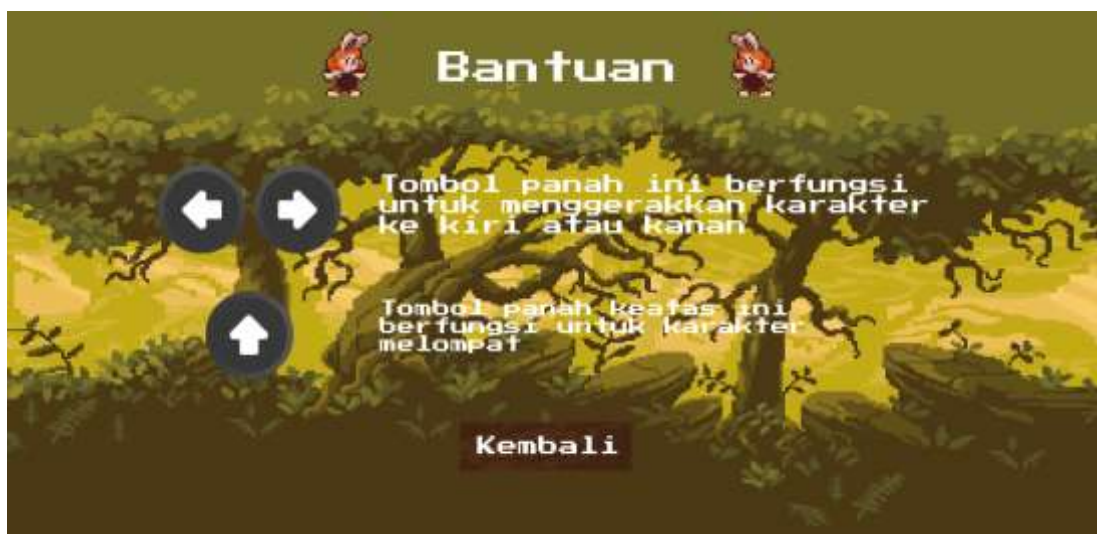 Bantuan
Tombol panah ini berfungsi
untuk menggerakkan karakter
ke kiri atau kanan
Tombol panah keatas ini
berfungsi untuk karakter
melompat
Kembali